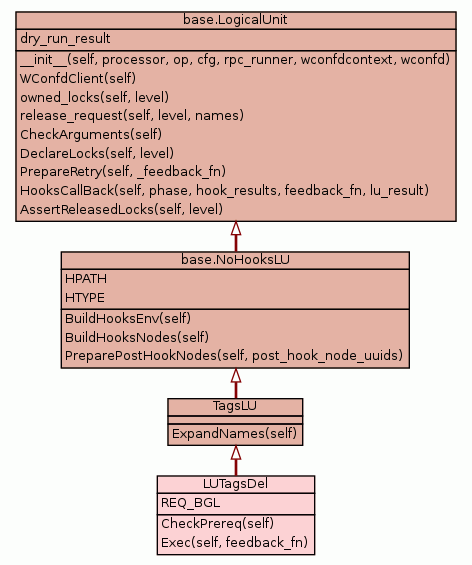 base.LogicalUnit
dry_run_result
__init__(self, processor, op, cfg, rpc_runner, wconfdcontext, wconfd)
WConfdClient(self)
owned_locks(self, level)
release_request(self, level, names)
CheckArguments(self)
DeclareLocks(self, level)
PrepareRetry(self, _feedback_fn)
HooksCallBack(self, phase, hook_results, feedback_fn, lu_result)
AssertReleasedLocks(self, level)
base.NoHooksLU
HPATH
HTYPE
BuildHooksEnv(self)
BuildHooksNodes(self)
PreparePostHookNodes(self, post_hook_node_uuids)
TagsLU
ExpandNames(self)
LUTagsDel
REQ_BGL
CheckPrereq(self)
Exec(self, feedback_fn)